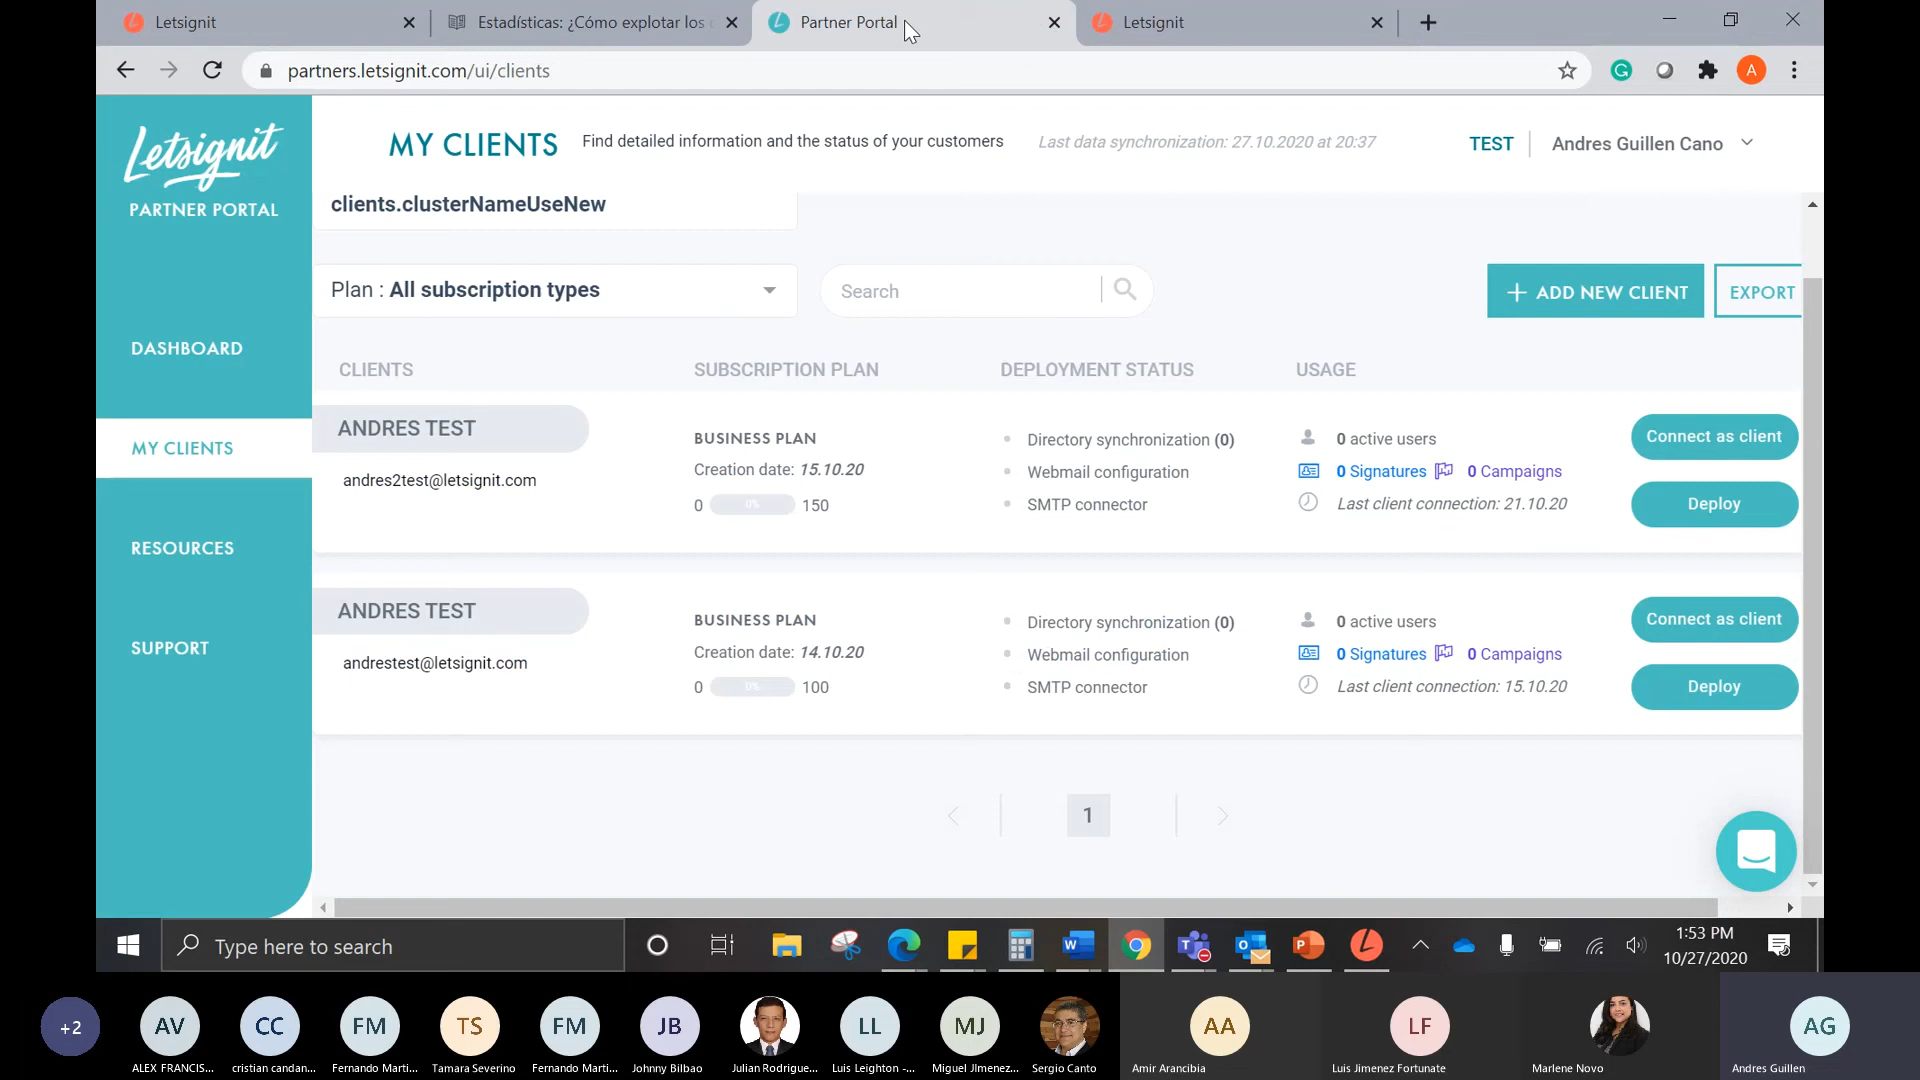 Letsignit
Estadísticas: ¿Cómo explotar los
Partner Portal
Letsignit
partners.letsignit.com/ui/clients
G
A
Letsignit
PARTNER PORTAL
MY CLIENTS
Find detailed information and the status of your customers
Last data synchronization: 27.10.2020 at 20:37
TEST
Andres Guillen Cano
clients.clusterNameUseNew
Plan : All subscription types
Search
+ ADD NEW CLIENT
EXPORT
DASHBOARD
MY CLIENTS
RESOURCES
SUPPORT
CLIENTS
SUBSCRIPTION PLAN
DEPLOYMENT STATUS
USAGE
ANDRES TEST
andres2test@letsignit.com
BUSINESS PLAN
Creation date: 15.10.20
0 0% 150
Directory synchronization (0)
Webmail configuration
SMTP connector
0 active users
0 Signatures 0 Campaigns
Last client connection: 21.10.20
Connect as client
Deploy
ANDRES TEST
andrestest@letsignit.com
BUSINESS PLAN
Creation date: 14.10.20
0 0% 100
Directory synchronization (0)
Webmail configuration
SMTP connector
0 active users
0 Signatures 0 Campaigns
Last client connection: 15.10.20
Connect as client
Deploy
1
Type here to search
1:53 PM
10/27/2020
+2
AV
CC
FM
TS
FM
JB
LL
MJ
AA
LF
AG
ALEX FRANCIS...
cristian candan...
Fernando Marti...
Tamara Severino
Fernando Marti...
Johnny Bilbao
Julian Rodrigue...
Luis Leighton -...
Miguel JImenez...
Sergio Canto
Amir Arancibia
Luis Jimenez Fortunate
Marlene Novo
Andres Guillen